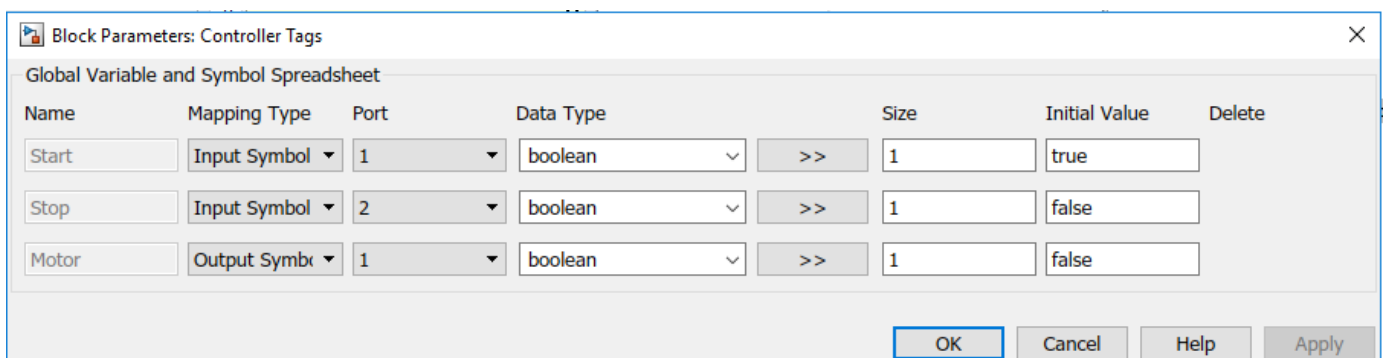 Block Parameters: Controller Tags
Global Variable and Symbol Spreadsheet
Name Mapping Type Port Data Type Size Initial Value Delete
Start Input Symbol 1 boolean >> 1 true
Stop Input Symbol 2 boolean >> 1 false
Motor Output Symbo 1 boolean >> 1 false
OK Cancel Help Apply